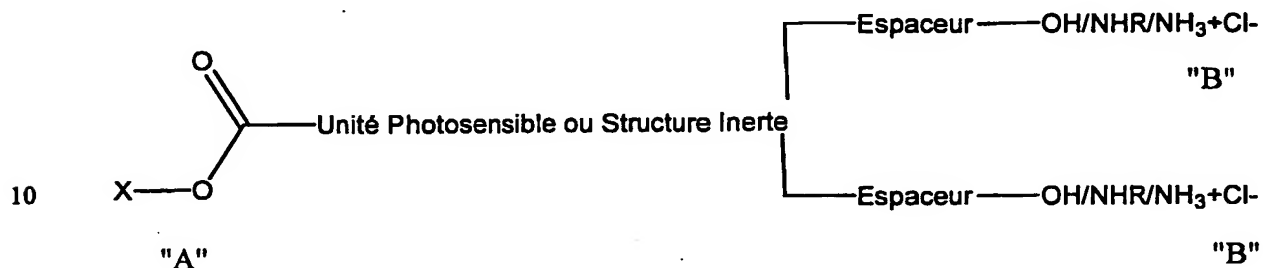 Espaceur OH/NHR/NH3+Cl-
"B"
O
Unité Photosensible ou Structure Inerte
10 X O
Espaceur OH/NHR/NH3+Cl-
"A" "B"